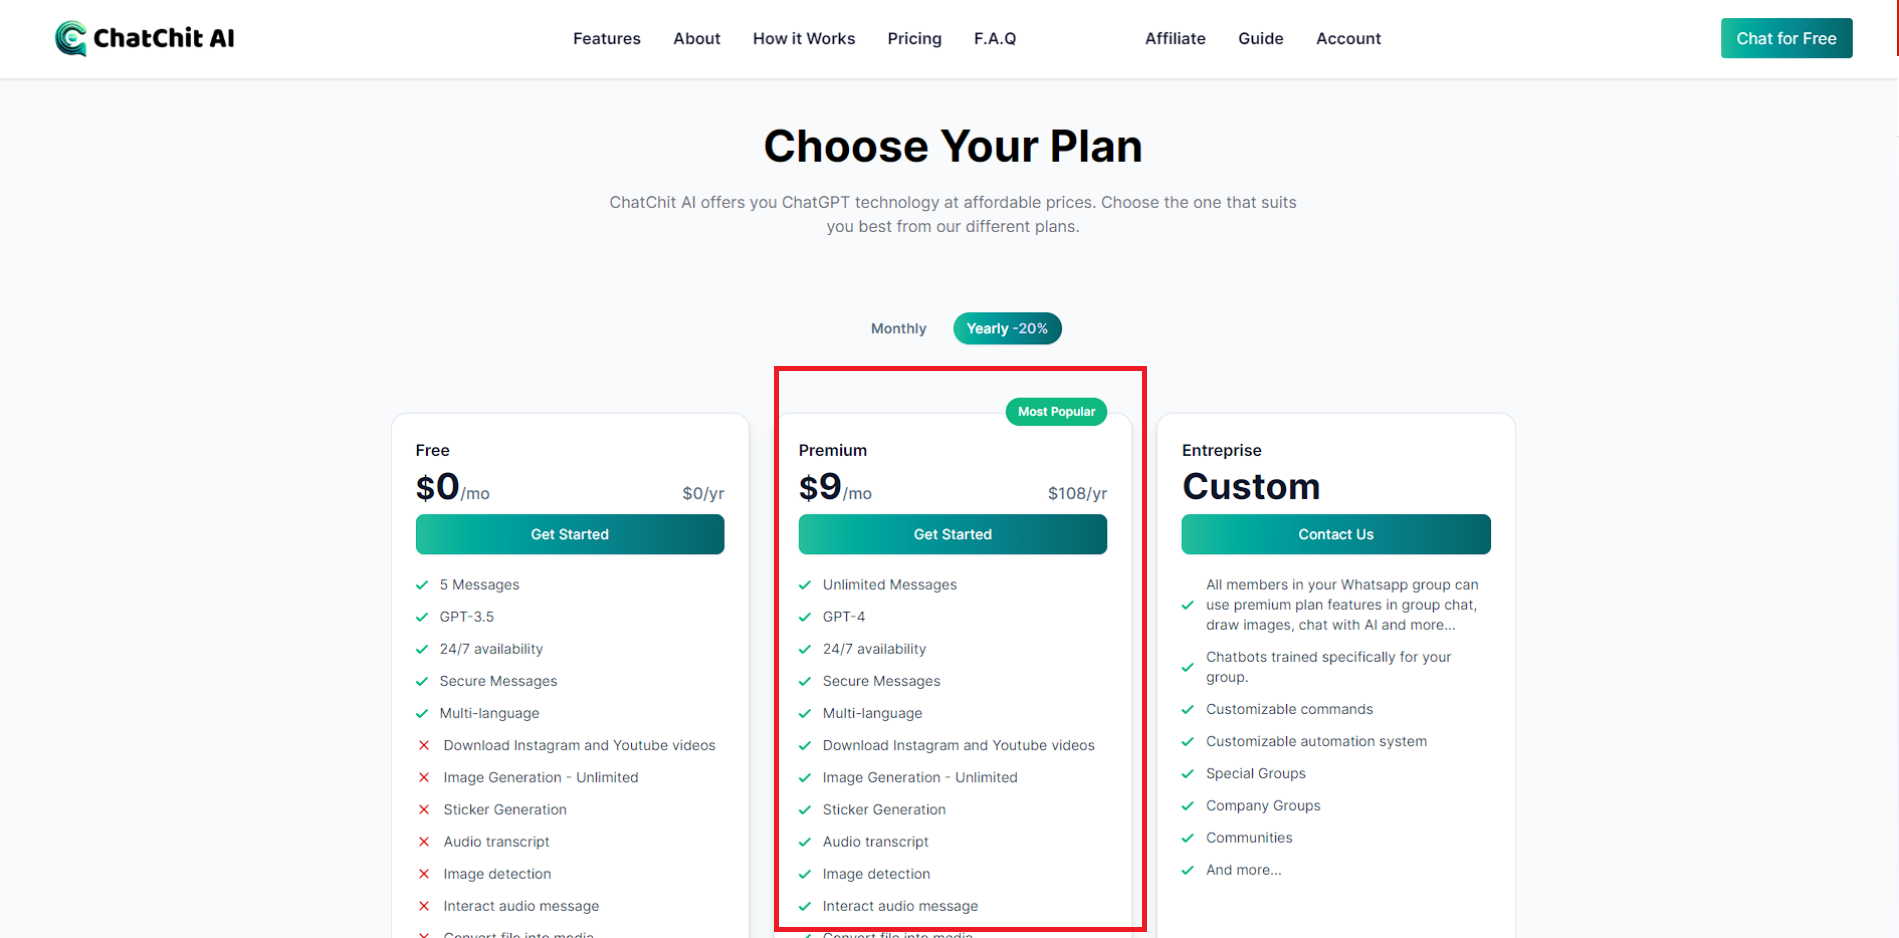 ChatChit AI
Features About How it Works Pricing F.A.Q Affiliate Guide Account
Chat for Free
Choose Your Plan
ChatChit AI offers you ChatGPT technology at affordable prices. Choose the one that suits
you best from our different plans.
Monthly Yearly -20%
Free
$0/mo $0/yr
Get Started
5 Messages
GPT-3.5
24/7 availability
Secure Messages
Multi-language
Download Instagram and Youtube videos
Image Generation - Unlimited
Sticker Generation
Audio transcript
Image detection
Interact audio message
Convert file into media
Most Popular
Premium
$9/mo $108/yr
Get Started
Unlimited Messages
GPT-4
24/7 availability
Secure Messages
Multi-language
Download Instagram and Youtube videos
Image Generation - Unlimited
Sticker Generation
Audio transcript
Image detection
Interact audio message
Convert file into media
Entreprise
Custom
Contact Us
All members in your Whatsapp group can
use premium plan features in group chat,
draw images, chat with AI and more...
Chatbots trained specifically for your
group.
Customizable commands
Customizable automation system
Special Groups
Company Groups
Communities
And more...